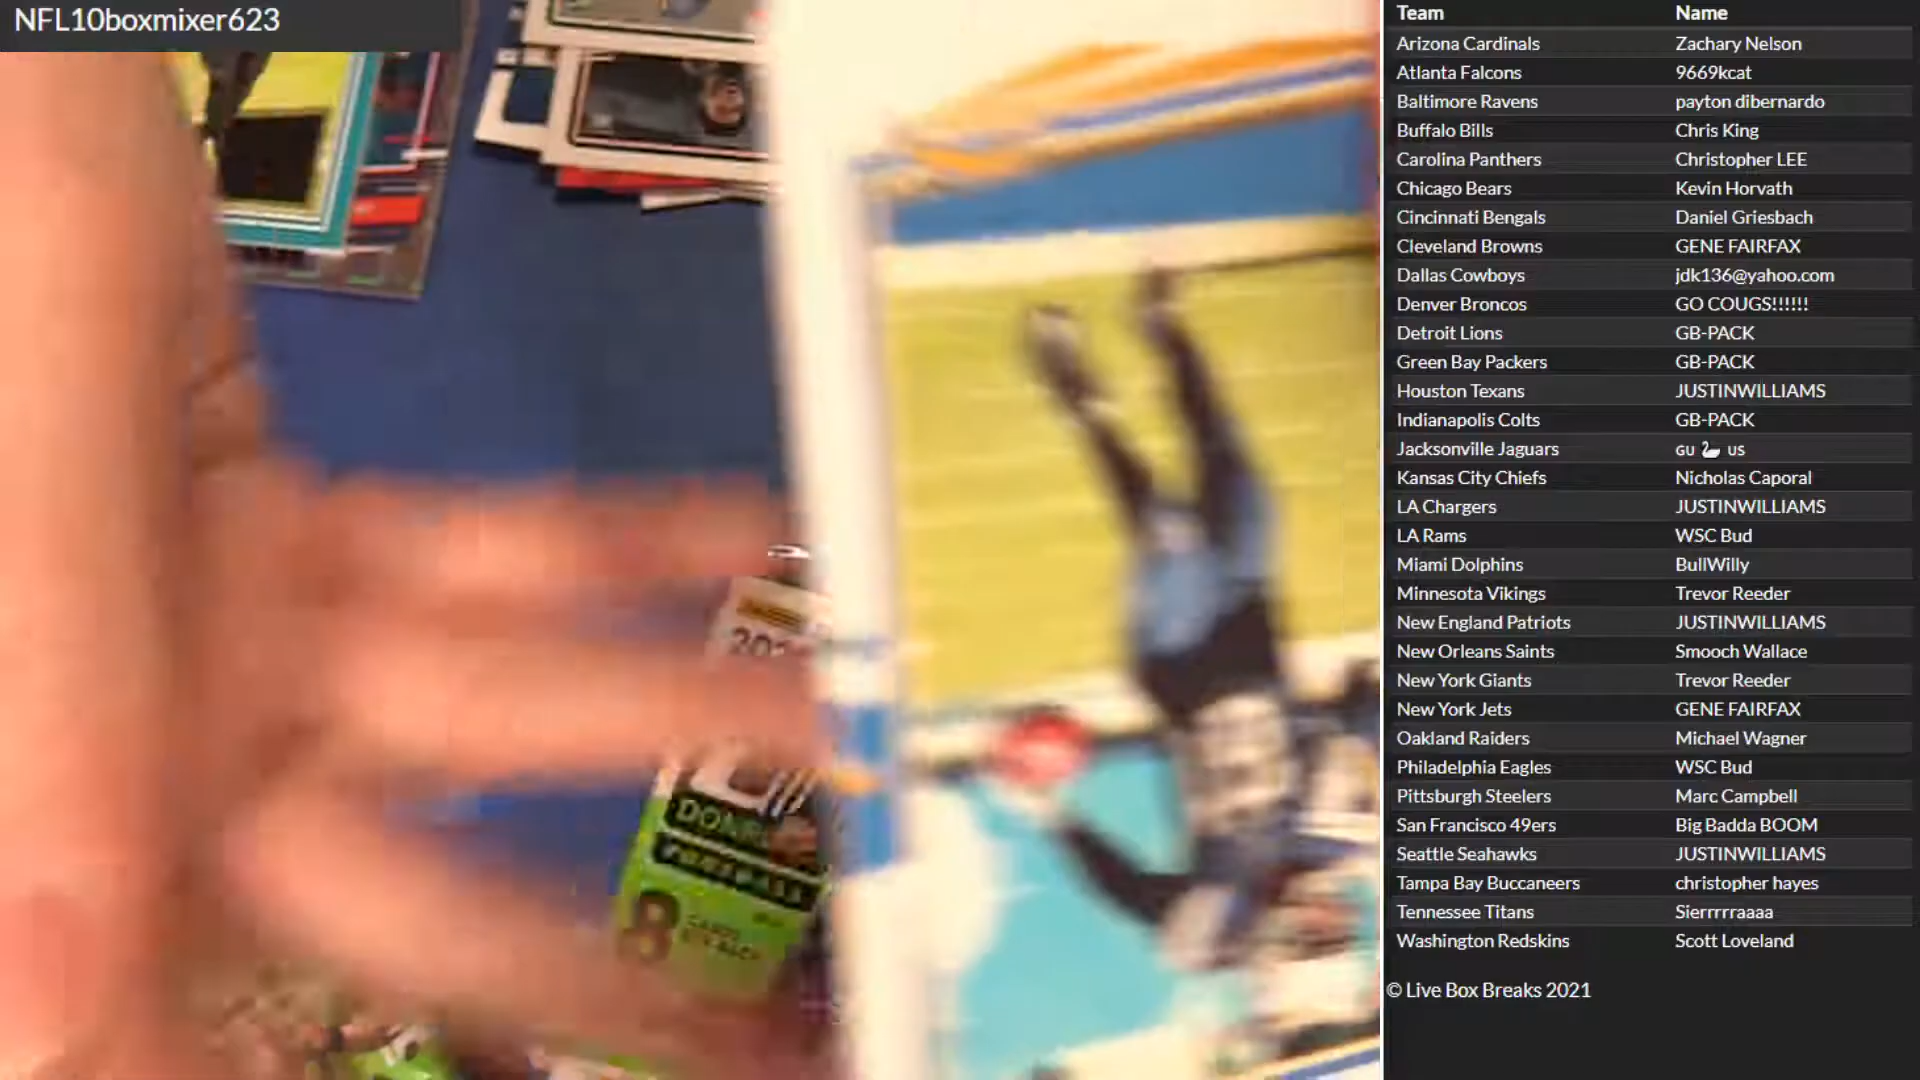 NFL10boxmixer623
Team Name
Arizona Cardinals Zachary Nelson
Atlanta Falcons 9669kcat
Baltimore Ravens payton dibernardo
Buffalo Bills Chris King
Carolina Panthers Christopher LEE
Chicago Bears Kevin Horvath
Cincinnati Bengals Daniel Griesbach
Cleveland Browns GENE FAIRFAX
Dallas Cowboys jdk136@yahoo.com
Denver Broncos GO COUGS!!!!!!
Detroit Lions GB-PACK
Green Bay Packers GB-PACK
Houston Texans JUSTINWILLIAMS
Indianapolis Colts GB-PACK
Jacksonville Jaguars GU 🦢 US
Kansas City Chiefs Nicholas Caporal
LA Chargers JUSTINWILLIAMS
LA Rams WSC Bud
Miami Dolphins BullWilly
Minnesota Vikings Trevor Reeder
New England Patriots JUSTINWILLIAMS
New Orleans Saints Smooch Wallace
New York Giants Trevor Reeder
New York Jets GENE FAIRFAX
Oakland Raiders Michael Wagner
Philadelphia Eagles WSC Bud
Pittsburgh Steelers Marc Campbell
San Francisco 49ers Big Badda BOOM
Seattle Seahawks JUSTINWILLIAMS
Tampa Bay Buccaneers christopher hayes
Tennessee Titans Sierrrrraaaa
Washington Redskins Scott Loveland
© Live Box Breaks 2021
8
CARDS